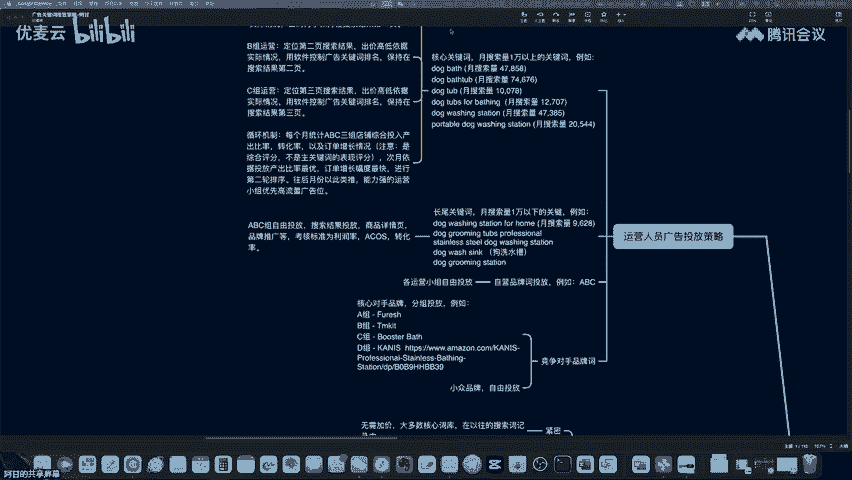 优麦云 bilibili
腾讯会议
B组运营：定位第二页搜索结果，出价高低依据
实际情况，用软件控制广告关键词排名，保持在
搜索结果第二页。
C组运营：定位第三页搜索结果，出价高低依据
实际情况，用软件控制广告关键词排名，保持在
搜索结果第三页。
循环机制：每个月统计ABC三组店铺综合投入产
出比率，转化率，以及订单增长情况（注意：是
综合评分，不是主关键词的表现评分），次月依
据投放产出比率最优，订单增长幅度最快，进行
第二轮排序。往后月份以此类推，能力强的运营
小组优先高流量广告位。
核心关键词，月搜索量1万以上的关键词，例如：
dog bath (月搜索量 47,858)
dog bathtub (月搜索量 74,676)
dog tub (月搜索量 10,078)
dog tubs for bathing （月搜索量 12,707)
dog washing station (月搜索量 47,385)
portable dog washing station (月搜索量 20,544)
ABC组自由投放，搜索结果投放，商品详情页，
品牌推广等，考核标准为利润率，ACOS，转化
率。
长尾关键词，月搜索量1万以下的关键，例如：
dog washing station for home (月搜索量 9,628)
dog grooming tubs professional
stainless steel dog washing station
dog wash sink （狗洗水槽）
dog grooming station
运营人员广告投放策略
各运营小组自由投放
自营品牌词投放，例如：ABC
核心对手品牌，分组投放，例如：
A组 - Furesh
B组 - Tmkit
C组 - Booster Bath
D组 - KANIS https://www.amazon.com/KANIS-
Professional-Stainless-Bathing-
Station/dp/B0B9HHBB39
竞争对手品牌词
小众品牌，自由投放
无需加价，大多数核心词库，在以往的搜索词记
紧密
阿日的共享屏幕